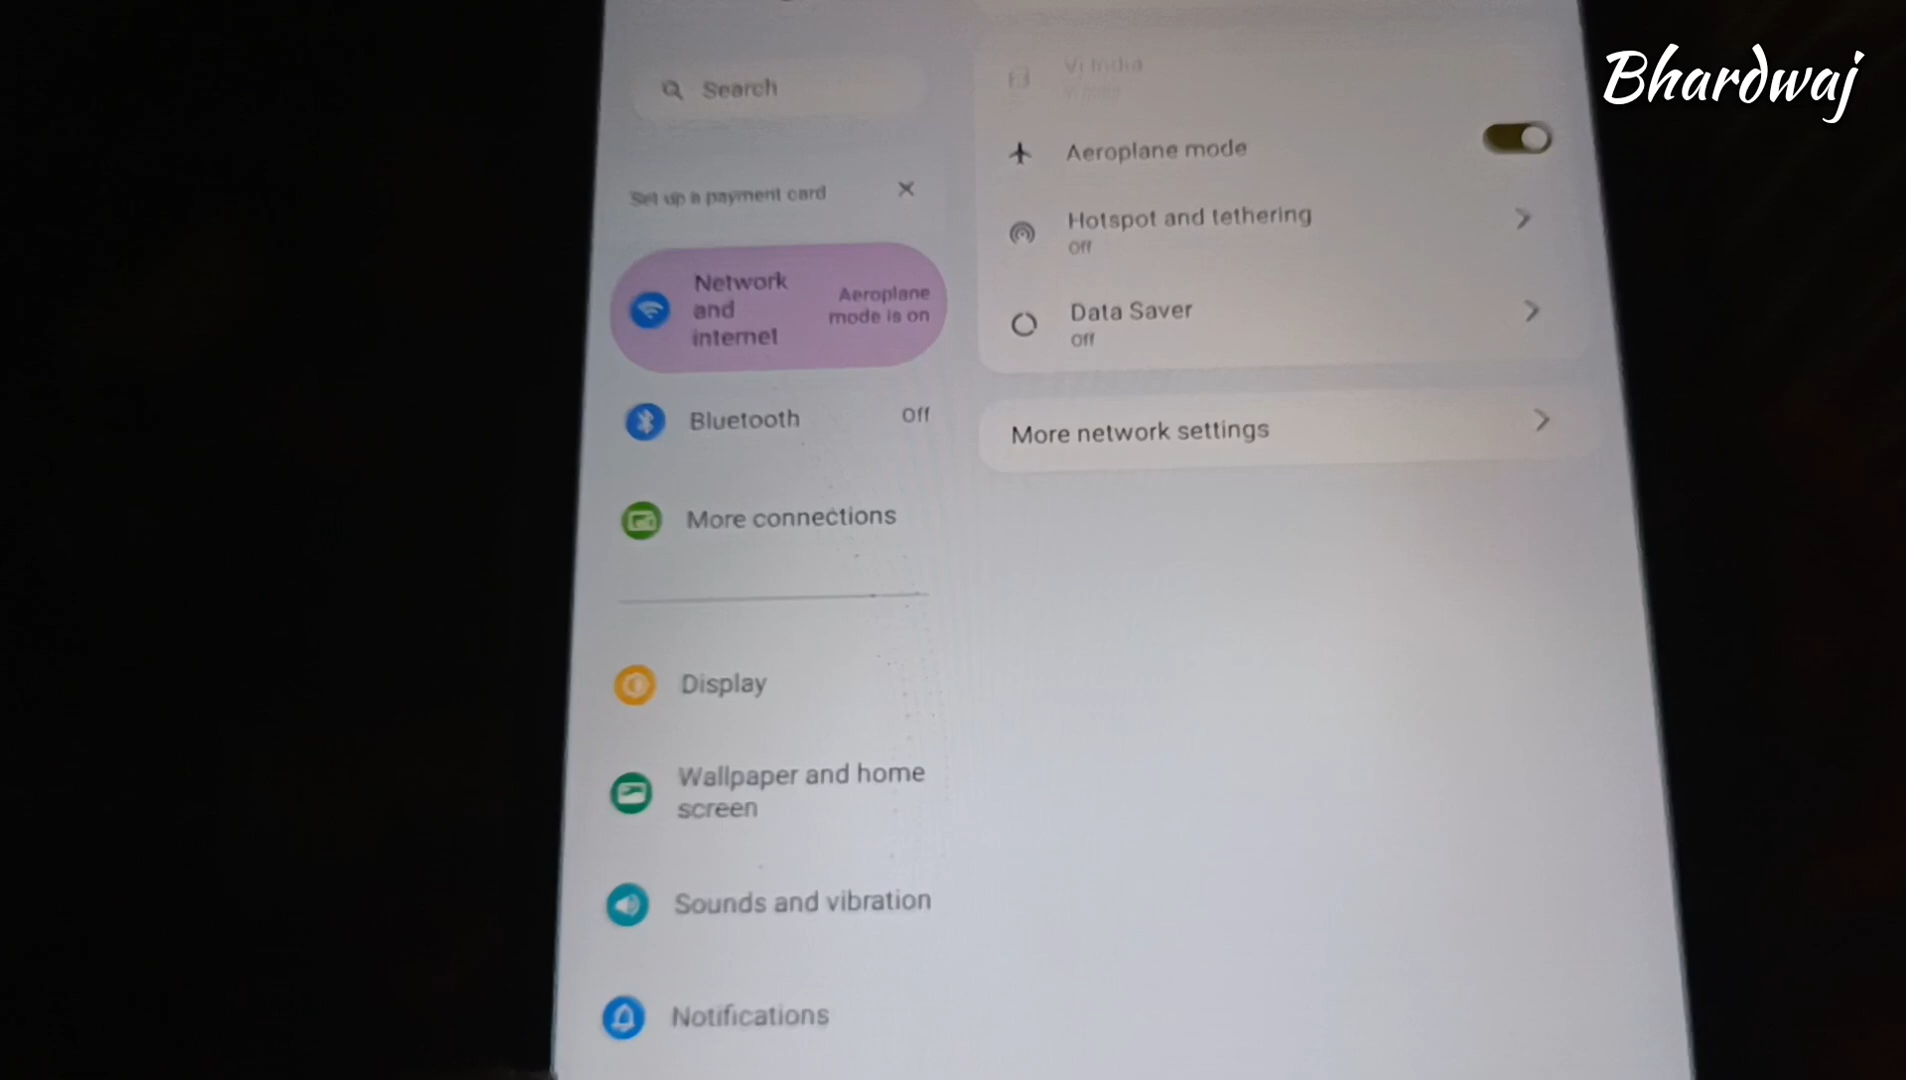 Bhardwaj
Search
Set up a payment card
Network
and
internet
Aeroplane
mode is on
Bluetooth
Off
More connections
Display
Wallpaper and home
screen
Sounds and vibration
Notifications
Vi India
Aeroplane mode
Hotspot and tethering
Off
Data Saver
Off
More network settings